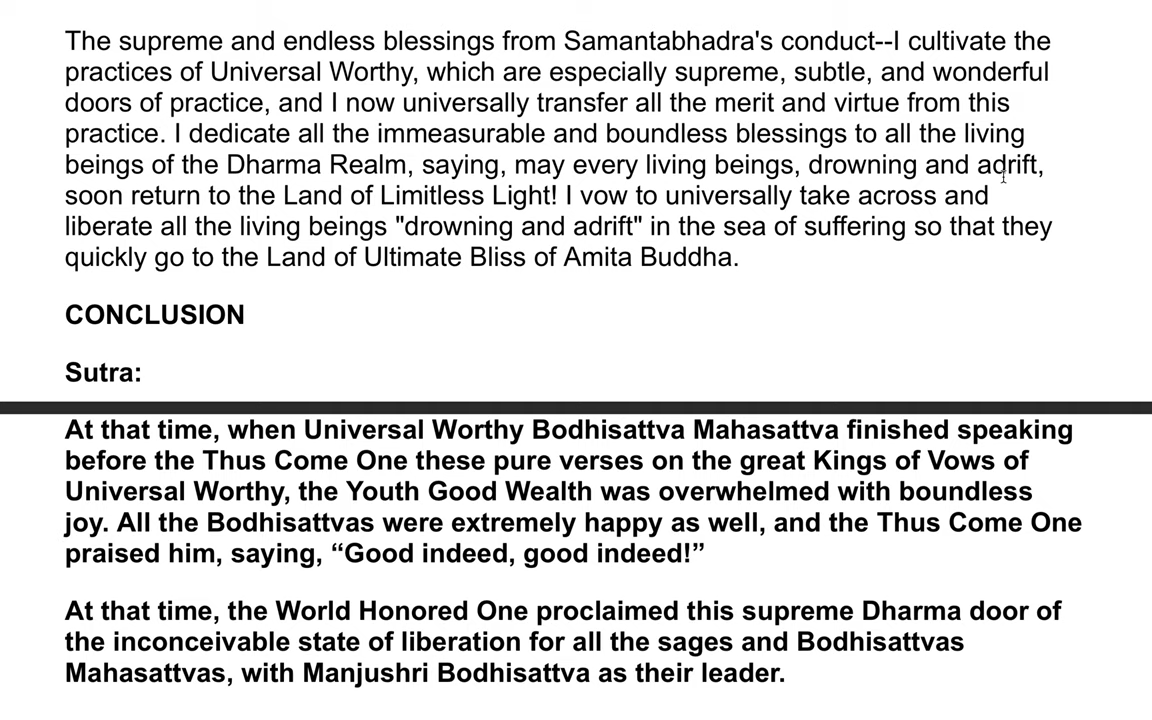 The supreme and endless blessings from Samantabhadra's conduct--I cultivate the
practices of Universal Worthy, which are especially supreme, subtle, and wonderful
doors of practice, and I now universally transfer all the merit and virtue from this
practice. I dedicate all the immeasurable and boundless blessings to all the living
beings of the Dharma Realm, saying, may every living beings, drowning and adrift,
soon return to the Land of Limitless Light! I vow to universally take across and
liberate all the living beings "drowning and adrift" in the sea of suffering so that they
quickly go to the Land of Ultimate Bliss of Amita Buddha.
CONCLUSION
Sutra:
At that time, when Universal Worthy Bodhisattva Mahasattva finished speaking
before the Thus Come One these pure verses on the great Kings of Vows of
Universal Worthy, the Youth Good Wealth was overwhelmed with boundless
joy. All the Bodhisattvas were extremely happy as well, and the Thus Come One
praised him, saying, “Good indeed, good indeed!”
At that time, the World Honored One proclaimed this supreme Dharma door of
the inconceivable state of liberation for all the sages and Bodhisattvas
Mahasattvas, with Manjushri Bodhisattva as their leader.